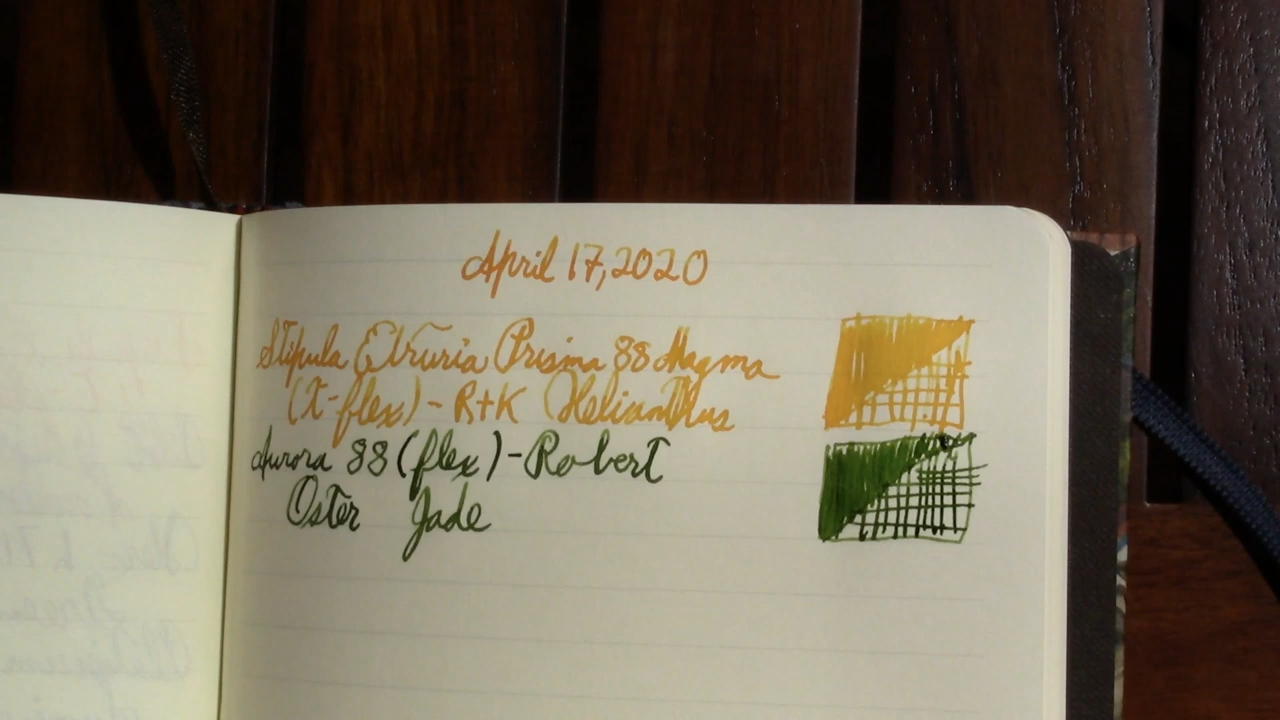 April 17, 2020
Stipula Etruria Prisma 88 Magma
(T-flex) - R+K Helianthus
Aurora 88 (flex) - Robert
Oster Jade